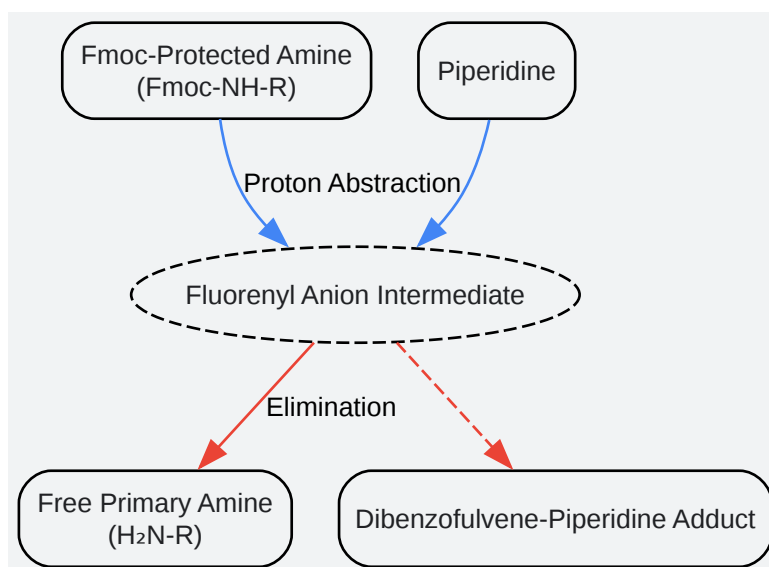 Fmoc-Protected Amine
(Fmoc-NH-R)
Piperidine
Proton Abstraction
Fluorenyl Anion Intermediate
Elimination
Free Primary Amine
(H₂N-R)
Dibenzofulvene-Piperidine Adduct